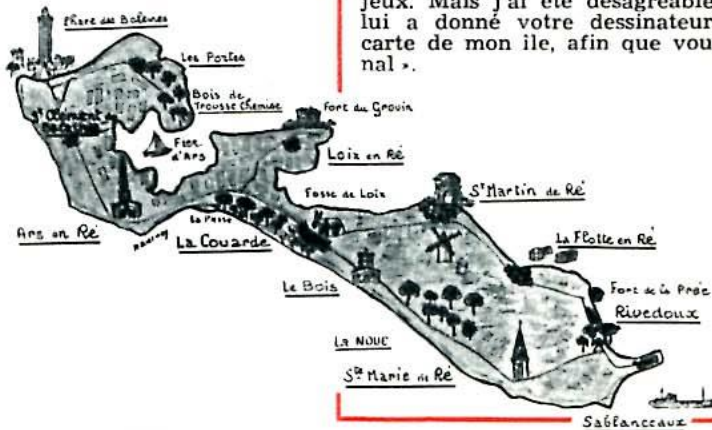 jeux. Mais j'ai été désagréable
lui a donné votre dessinateur
carte de mon île, afin que vou
nal ».
Phare des Baleines
Les Portes
Bois de
Trousse Chemise
St Clément des
Fier
d'Ars
Fort du Grouin
Loix en Ré
Fosse de Loix
St Martin de Ré
Ars en Ré
La Passe
La Couarde
La Flotte en Ré
Le Bois
Fort de la Prée
Rivedoux
La Noue
Ste Marie de Ré
Sablanceaux